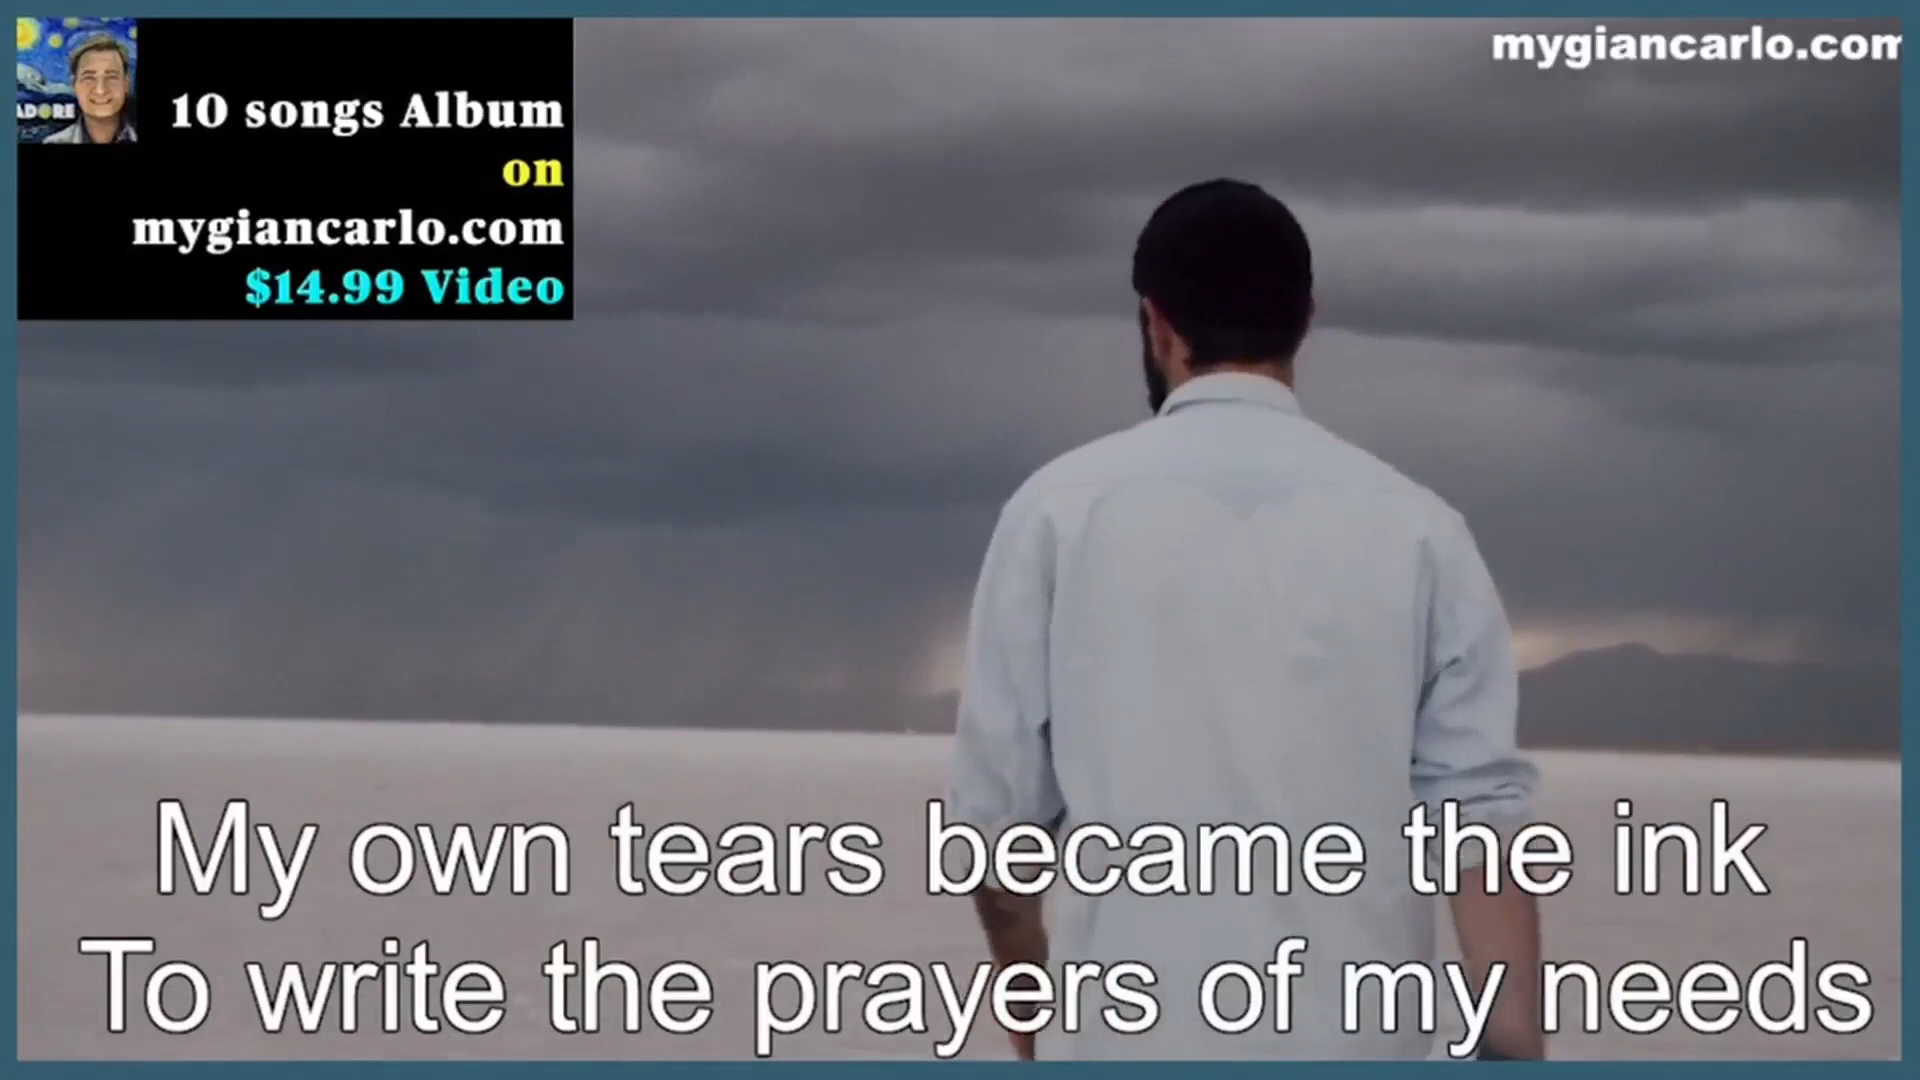 mygiancarlo.com
ADORE
10 songs Album
on
mygiancarlo.com
$14.99 Video
My own tears became the ink
To write the prayers of my needs